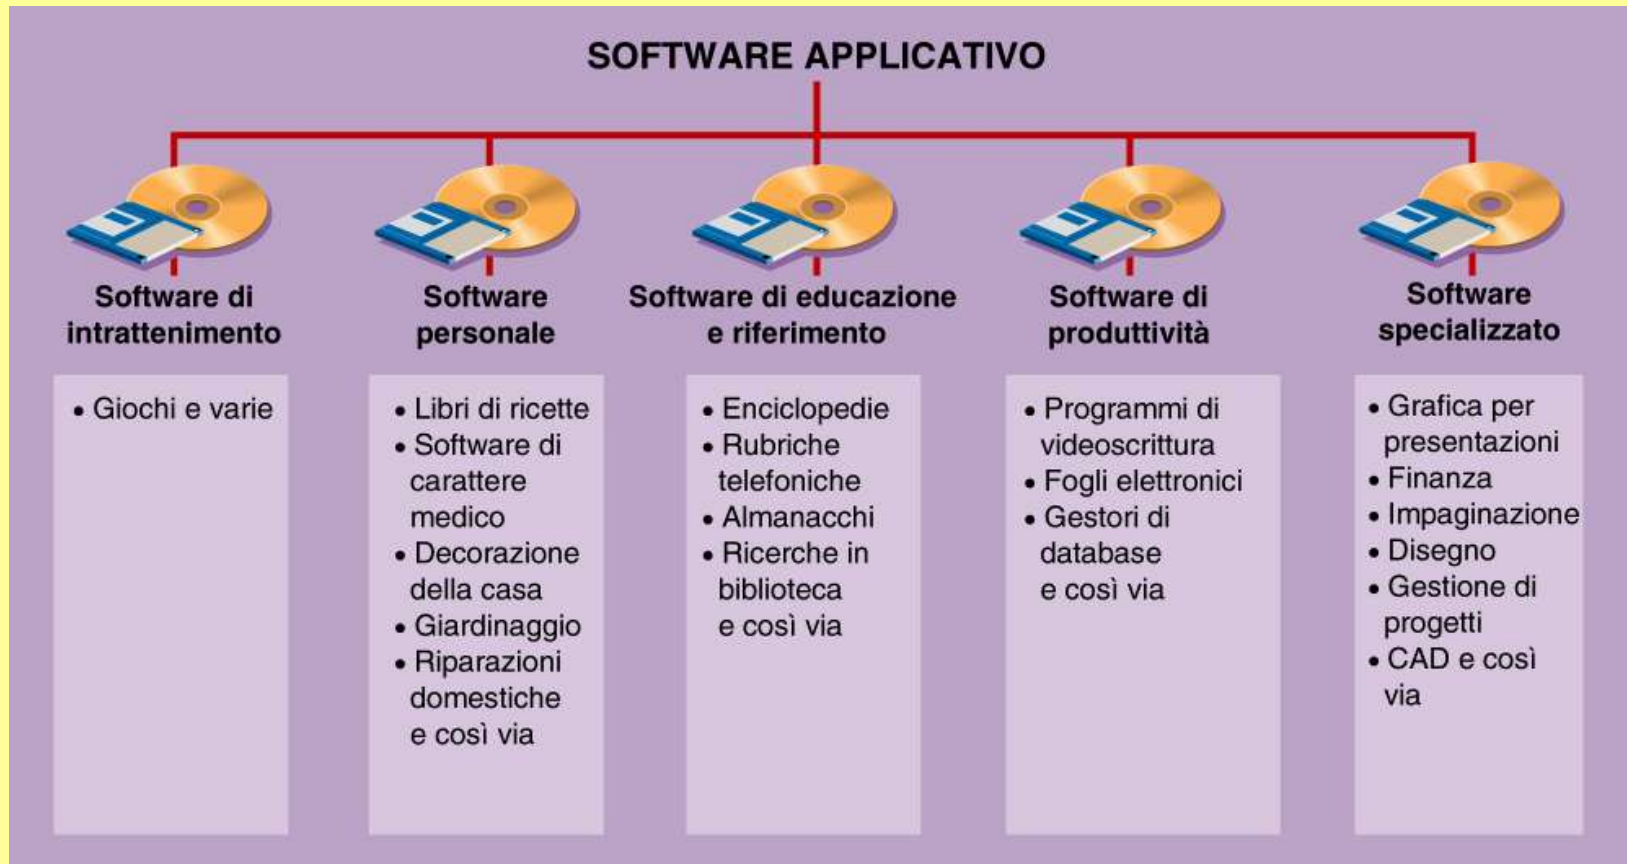 SOFTWARE APPLICATIVO
Software di
intrattenimento
• Giochi e varie
Software
personale
• Libri di ricette
• Software di
carattere
medico
• Decorazione
della casa
• Giardinaggio
• Riparazioni
domestiche
e così via
Software di educazione
e riferimento
• Enciclopedie
• Rubriche
telefoniche
• Almanacchi
• Ricerche in
biblioteca
e così via
Software di
produttività
• Programmi di
videoscrittura
• Fogli elettronici
• Gestori di
database
e così via
Software
specializzato
• Grafica per
presentazioni
• Finanza
• Impaginazione
• Disegno
• Gestione di
progetti
• CAD e così
via